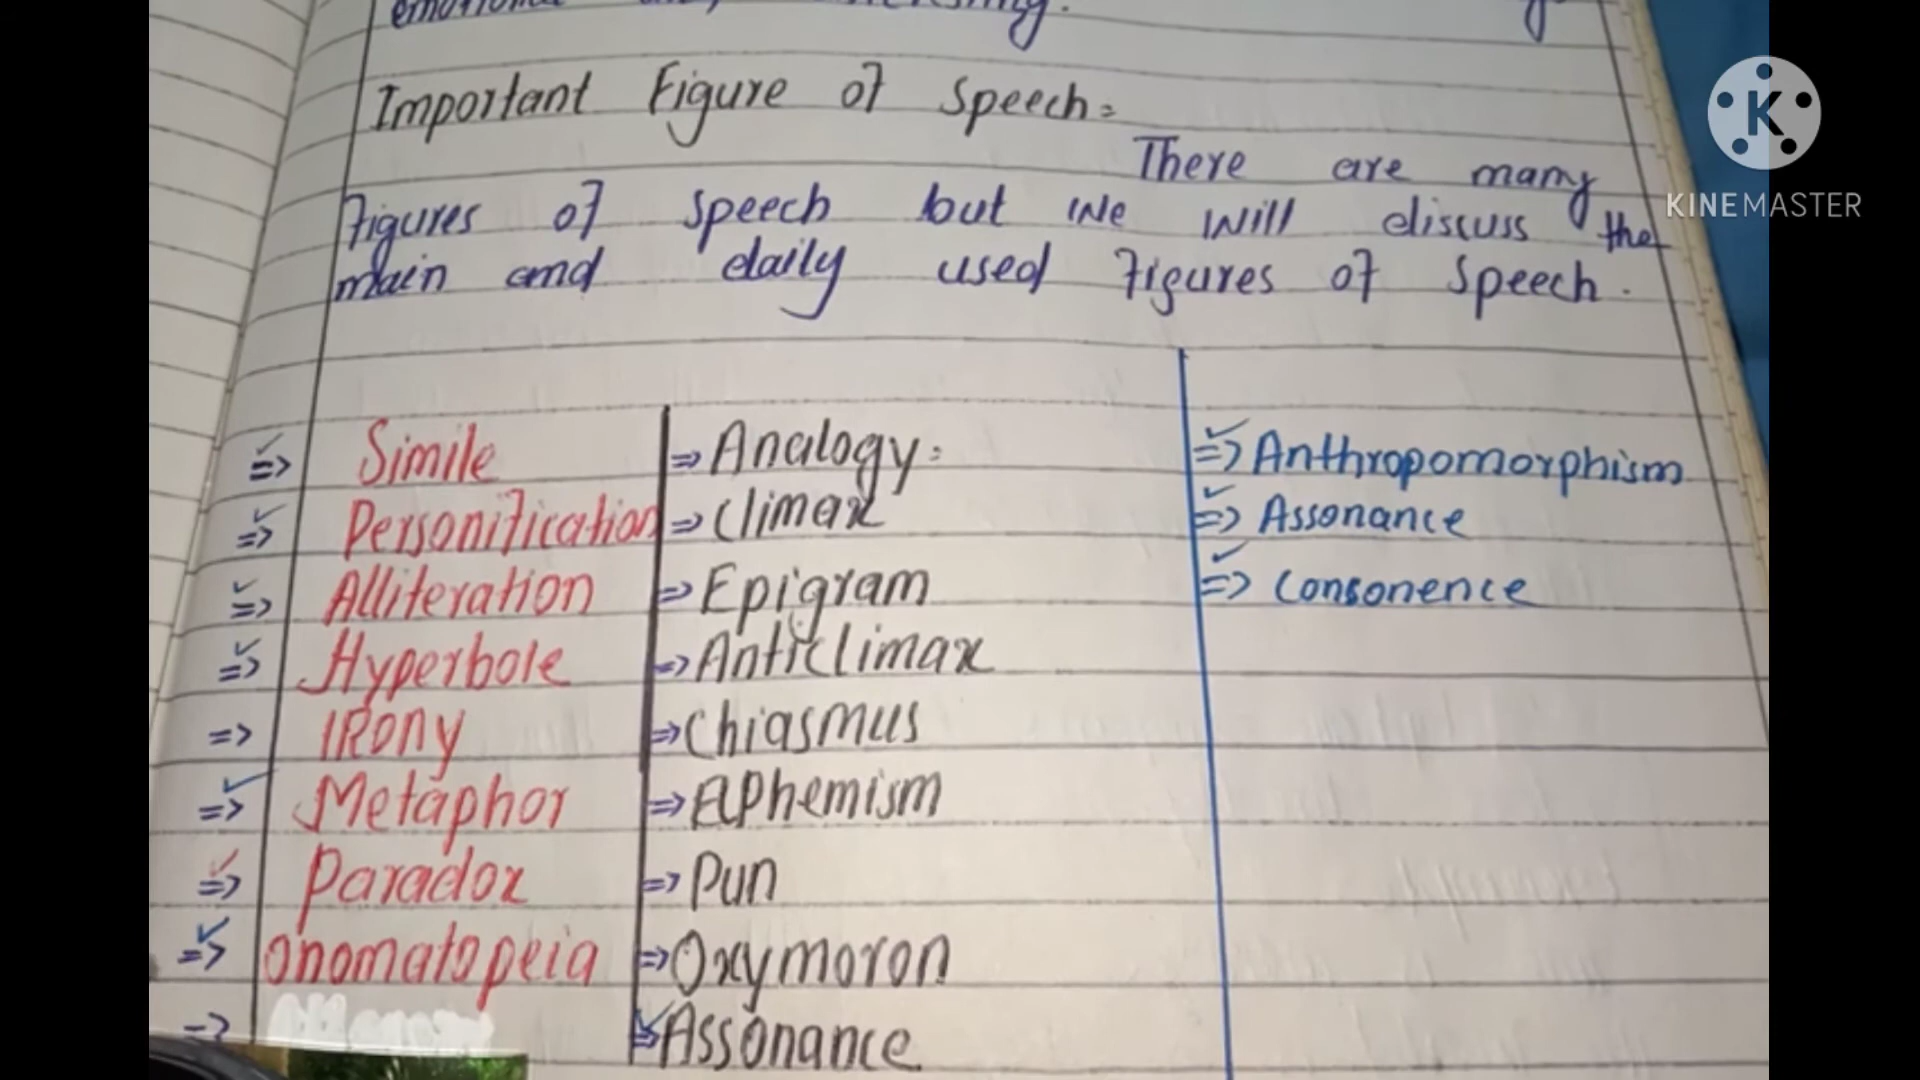 emotional
Important Figure of Speech =
There are many
figures of speech but we will discuss the
main and daily used figures of speech.
=> Simile
=> Personification
=> Alliteration
=> Hyperbole
=> IRony
=> Metaphor
=> Paradox
=> onomatopeia
=> Analogy =
=> Climax
=> Epigram
=> Anticlimax
=> Chiasmus
=> EUPhemism
=> Pun
=> Oxymoron
=> Assonance
=> Anthropomorphism
=> Assonance
=> Consonence
KINEMASTER